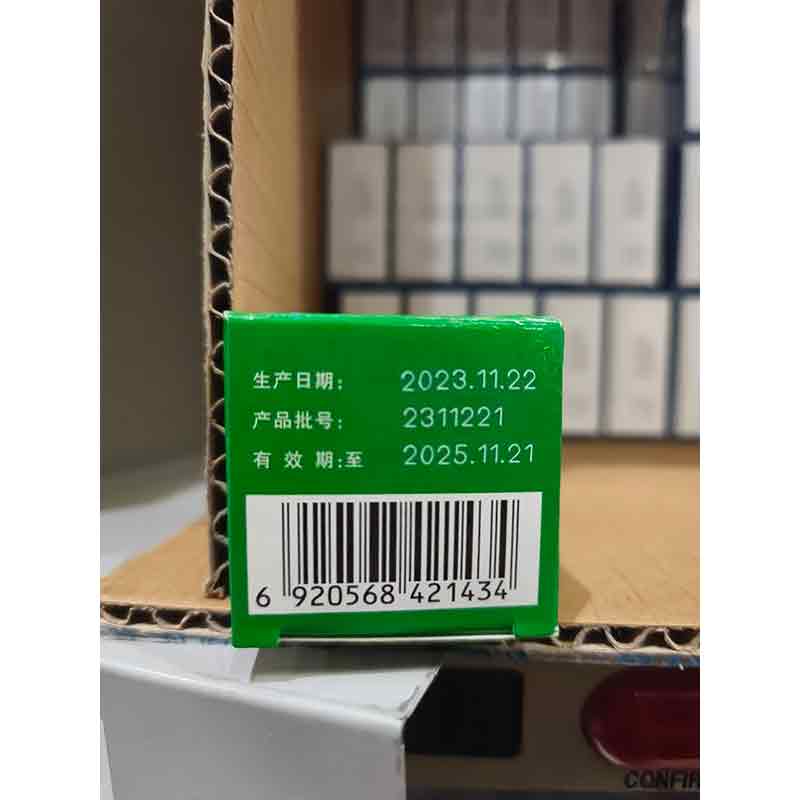 生产日期: 2023.11.22
产品批号: 2311221
有 效 期:至 2025.11.21
6 920568 421434
CONFIR